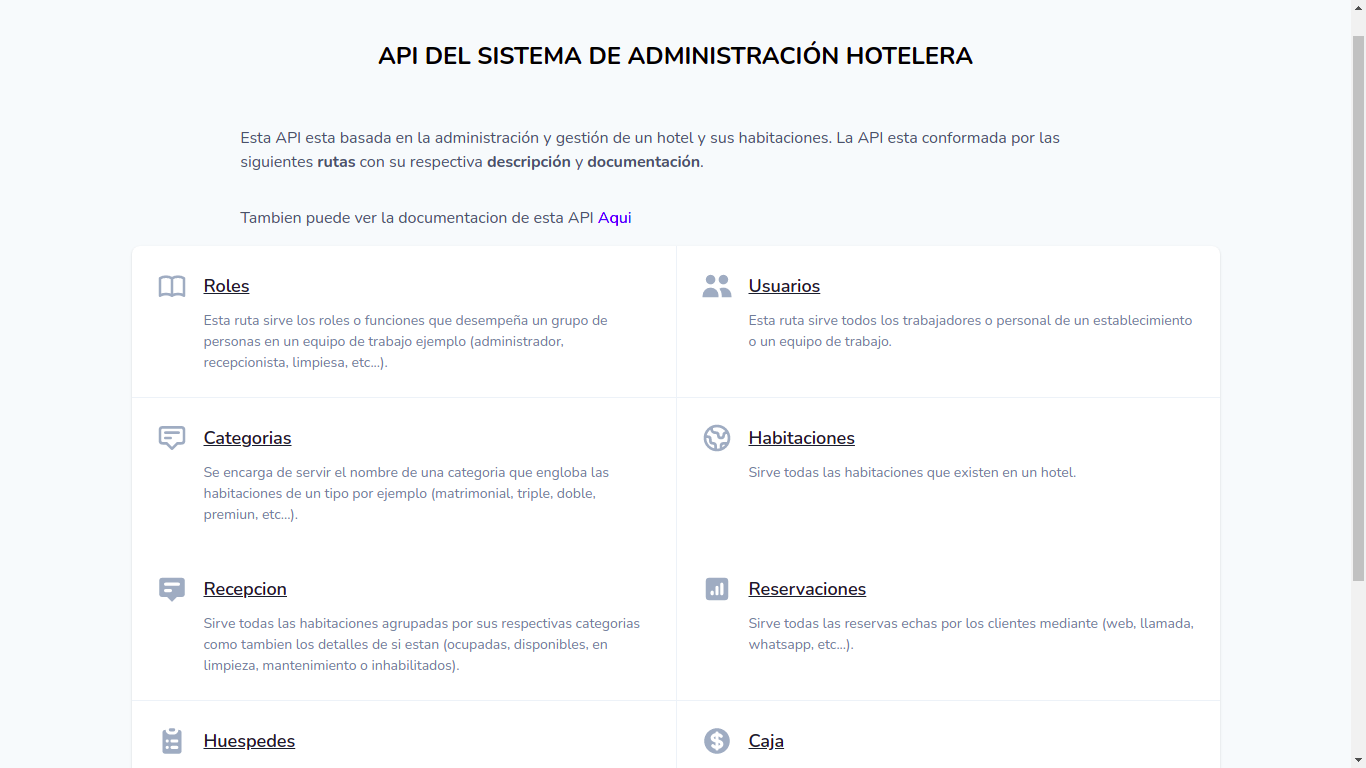 API DEL SISTEMA DE ADMINISTRACIÓN HOTELERA
Esta API esta basada en la administración y gestión de un hotel y sus habitaciones. La API esta conformada por las
siguientes rutas con su respectiva descripción y documentación.
Tambien puede ver la documentacion de esta API Aqui
Roles
Esta ruta sirve los roles o funciones que desempeña un grupo de
personas en un equipo de trabajo ejemplo (administrador,
recepcionista, limpiesa, etc...).
Usuarios
Esta ruta sirve todos los trabajadores o personal de un establecimiento
o un equipo de trabajo.
Categorias
Se encarga de servir el nombre de una categoria que engloba las
habitaciones de un tipo por ejemplo (matrimonial, triple, doble,
premiun, etc...).
Habitaciones
Sirve todas las habitaciones que existen en un hotel.
Recepcion
Sirve todas las habitaciones agrupadas por sus respectivas categorias
como tambien los detalles de si estan (ocupadas, disponibles, en
limpieza, mantenimiento o inhabilitados).
Reservaciones
Sirve todas las reservas echas por los clientes mediante (web, llamada,
whatsapp, etc...).
Huespedes
Caja